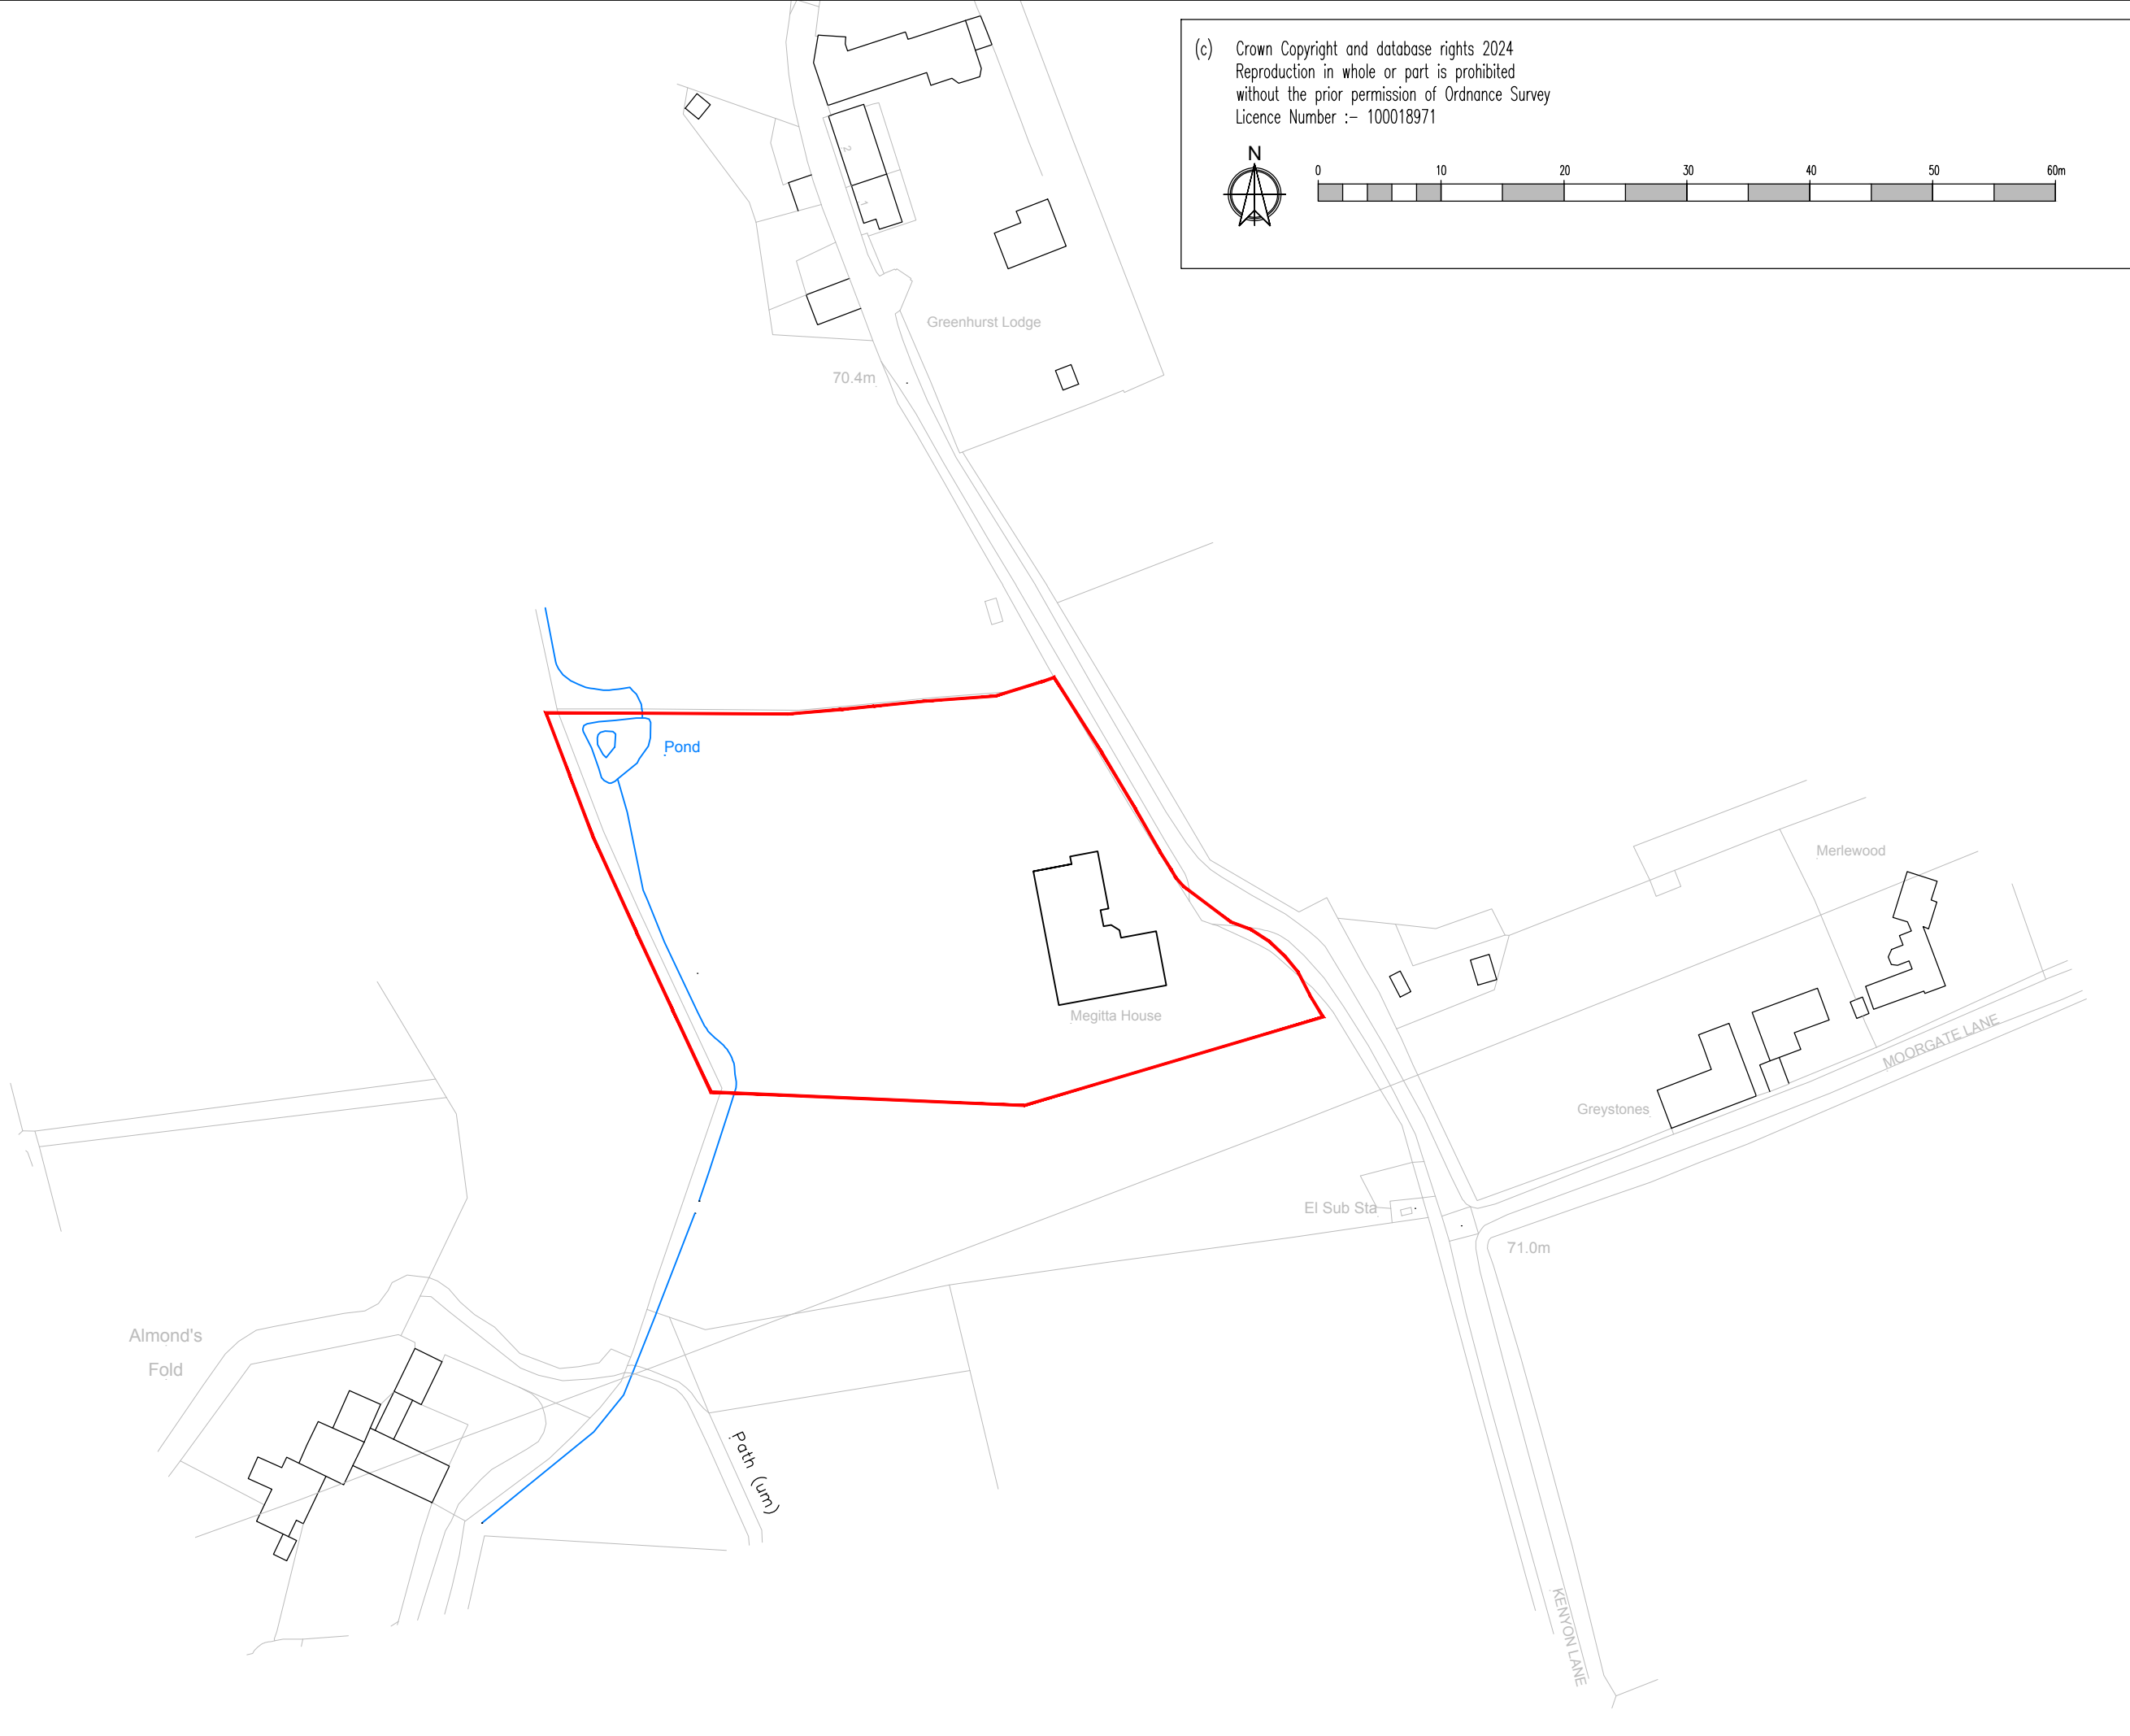 (c) Crown Copyright and database rights 2024
Reproduction in whole or part is prohibited
without the prior permission of Ordnance Survey
Licence Number :- 100018971
N
0 10 20 30 40 50 60m
2
1
Greenhurst Lodge
70.4m
Pond
Merlewood
Megitta House
MOORGATE LANE
Greystones
El Sub Sta
71.0m
Almond's
Fold
Path (um)
KENYON LANE